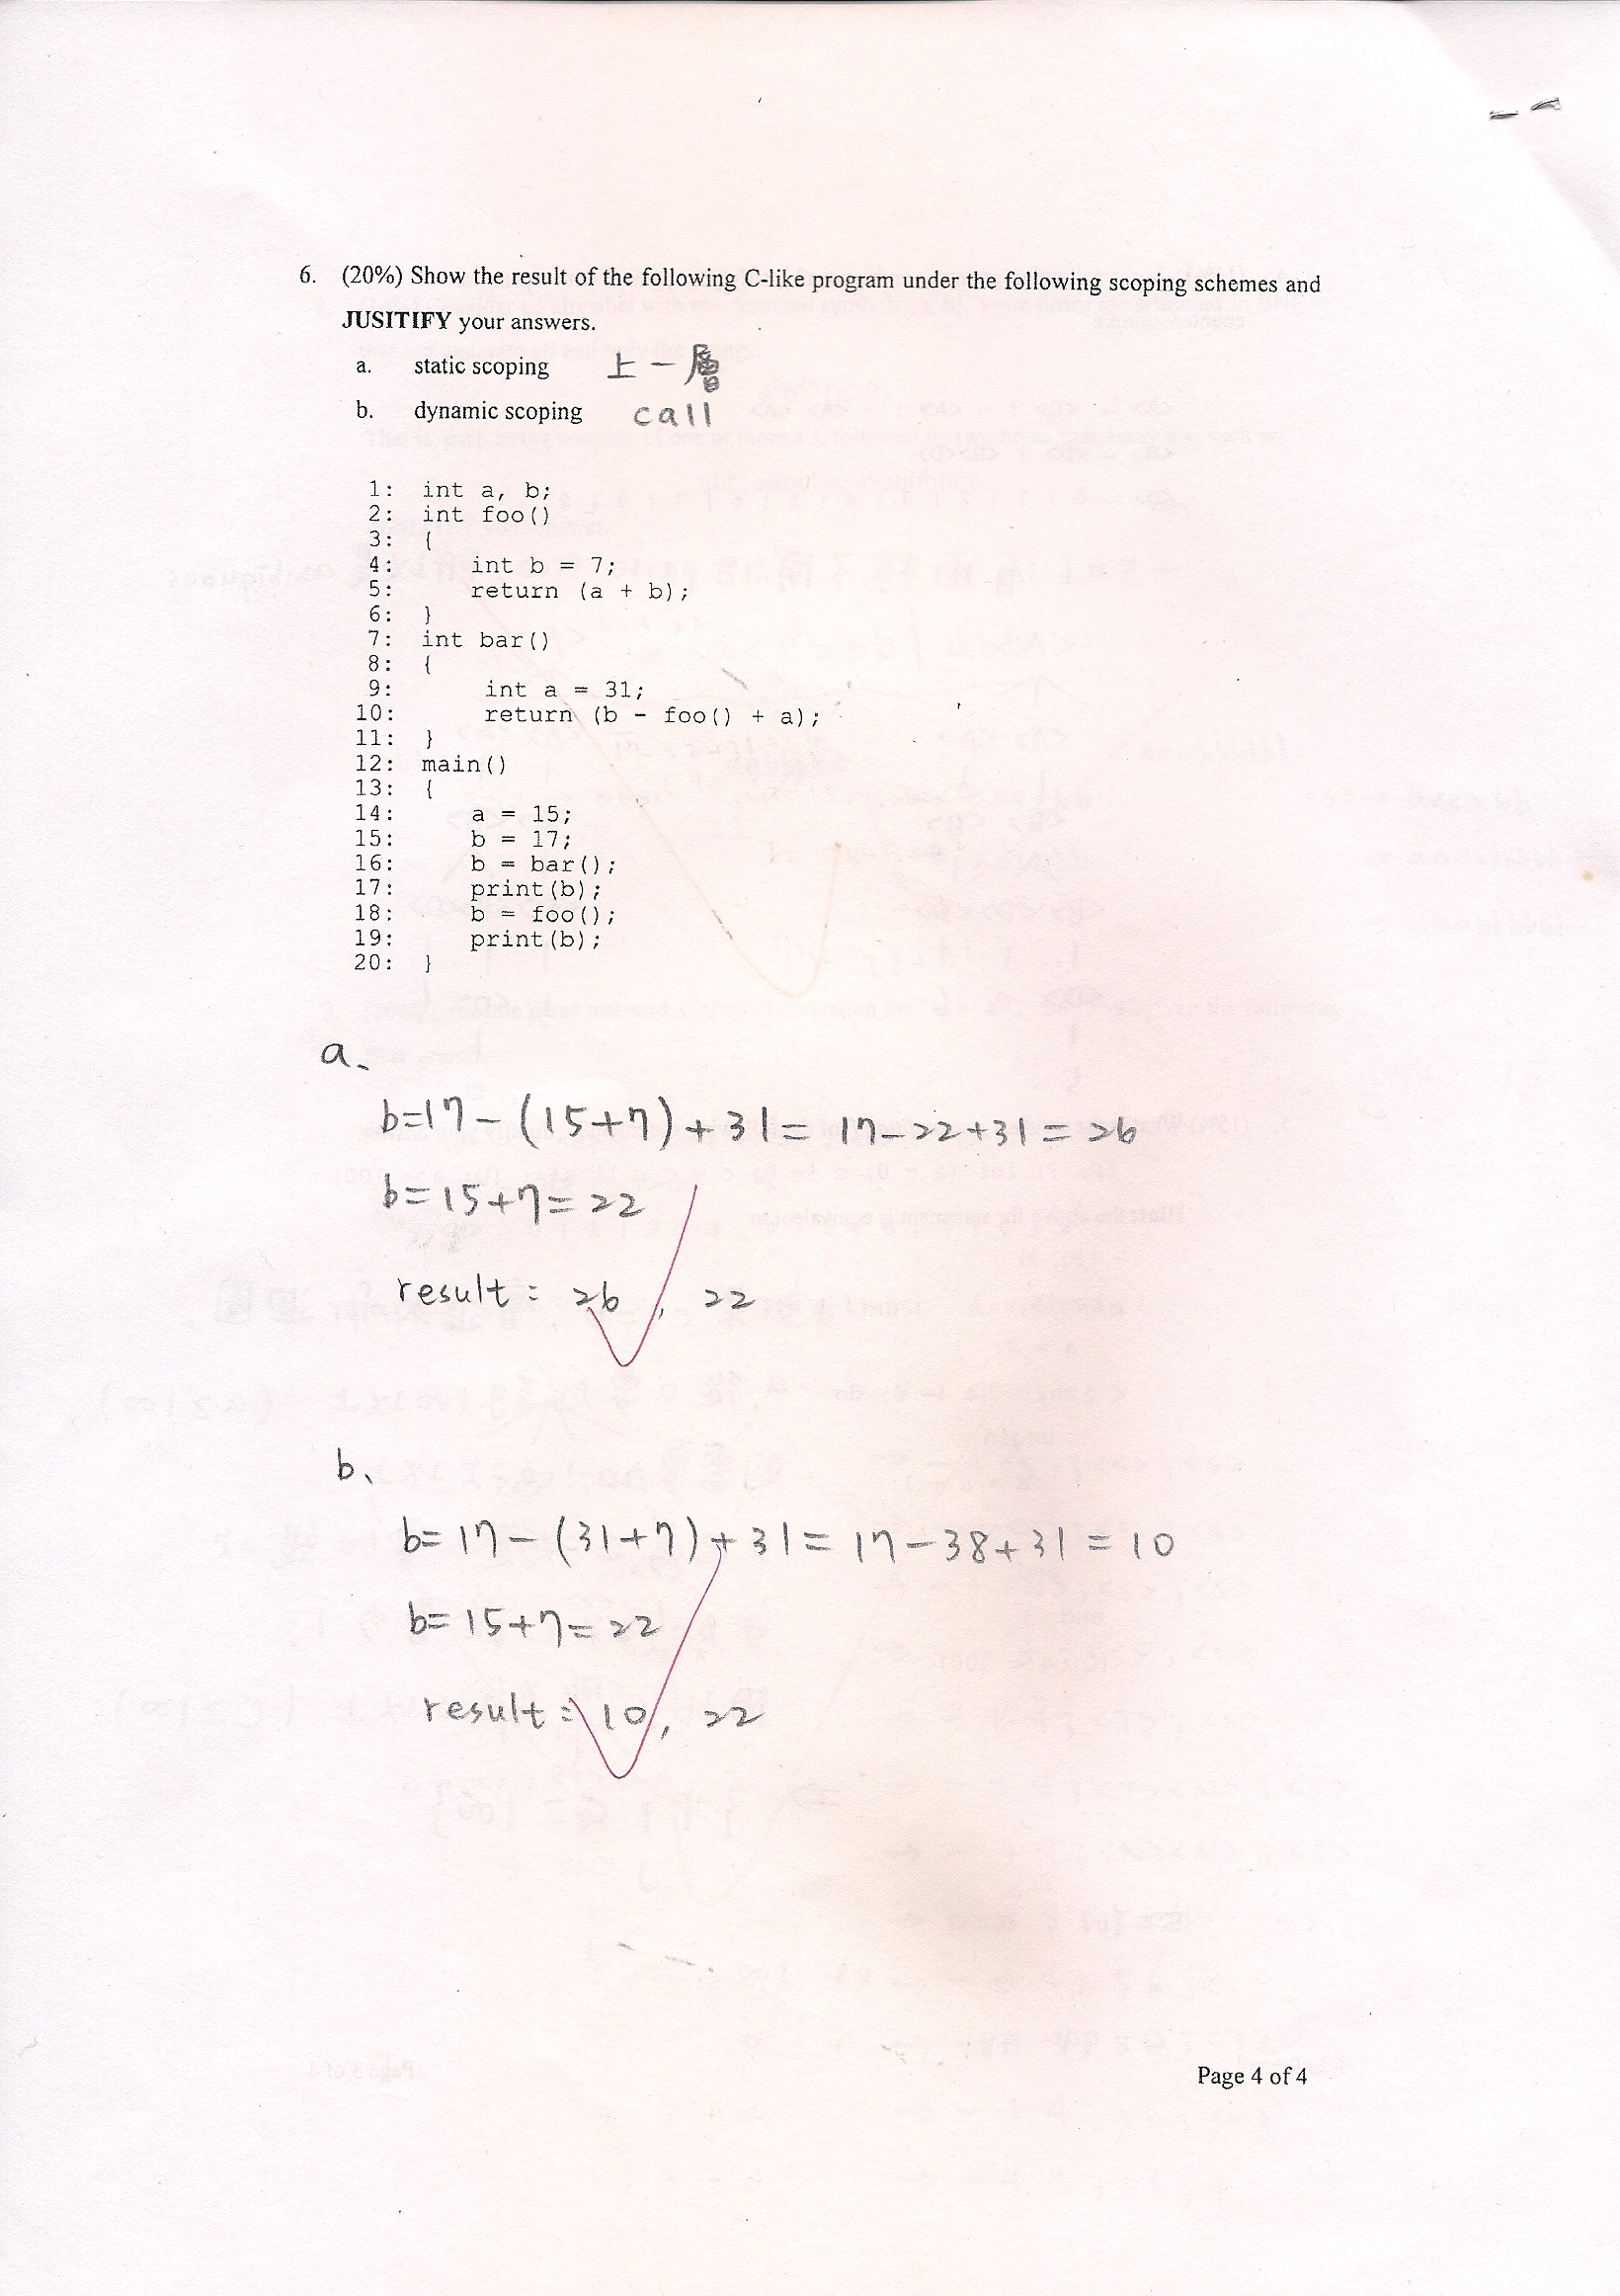 6. (20%) Show the result of the following C-like program under the following scoping schemes and
JUSITIFY your answers.
a. static scoping 上一層
b. dynamic scoping call
1: int a, b;
2: int foo()
3: {
4: int b = 7;
5: return (a + b);
6: }
7: int bar()
8: {
9: int a = 31;
10: return (b - foo() + a);
11: }
12: main()
13: {
14: a = 15;
15: b = 17;
16: b = bar();
17: print(b);
18: b = foo();
19: print(b);
20: }
a、
b=17-(15+7)+31= 17-22+31=26
b=15+7=22
result: 26, 22
b、
b=17-(31+7)+31=17-38+31=10
b=15+7=22
result: 10, 22
Page 4 of 4